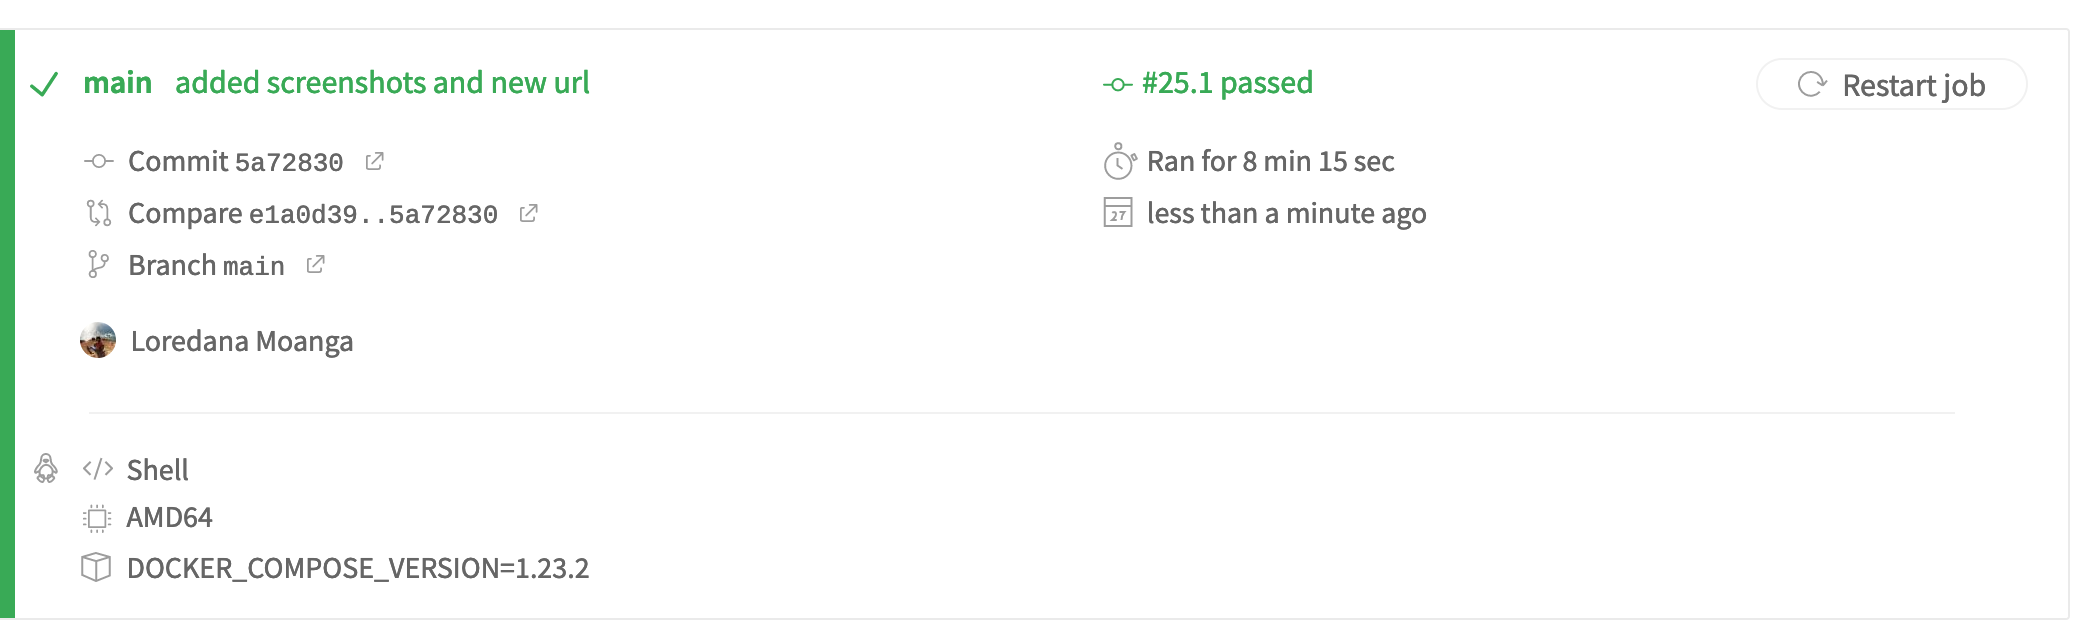 main added screenshots and new url
#25.1 passed
Restart job
Commit 5a72830
Compare e1a0d39..5a72830
Branch main
Ran for 8 min 15 sec
27
less than a minute ago
Loredana Moanga
</> Shell
AMD64
DOCKER_COMPOSE_VERSION=1.23.2